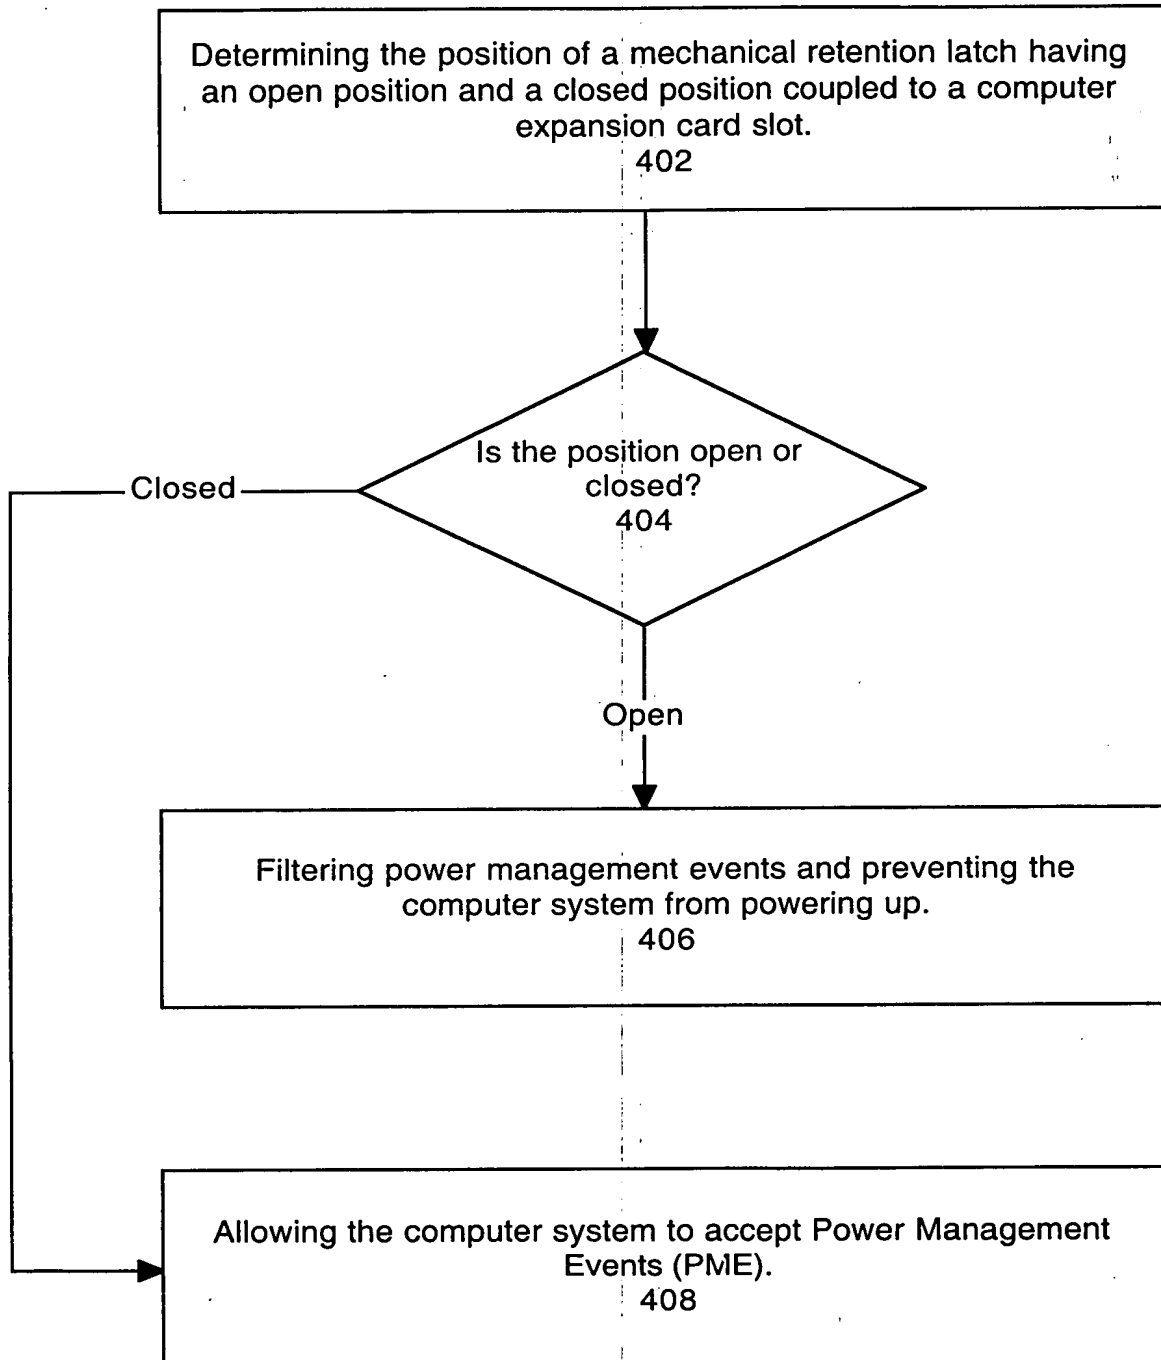 Determining the position of a mechanical retention latch having
an open position and a closed position coupled to a computer
expansion card slot.
402
Is the position open or
closed?
404
Closed
Open
Filtering power management events and preventing the
computer system from powering up.
406
Allowing the computer system to accept Power Management
Events (PME).
408